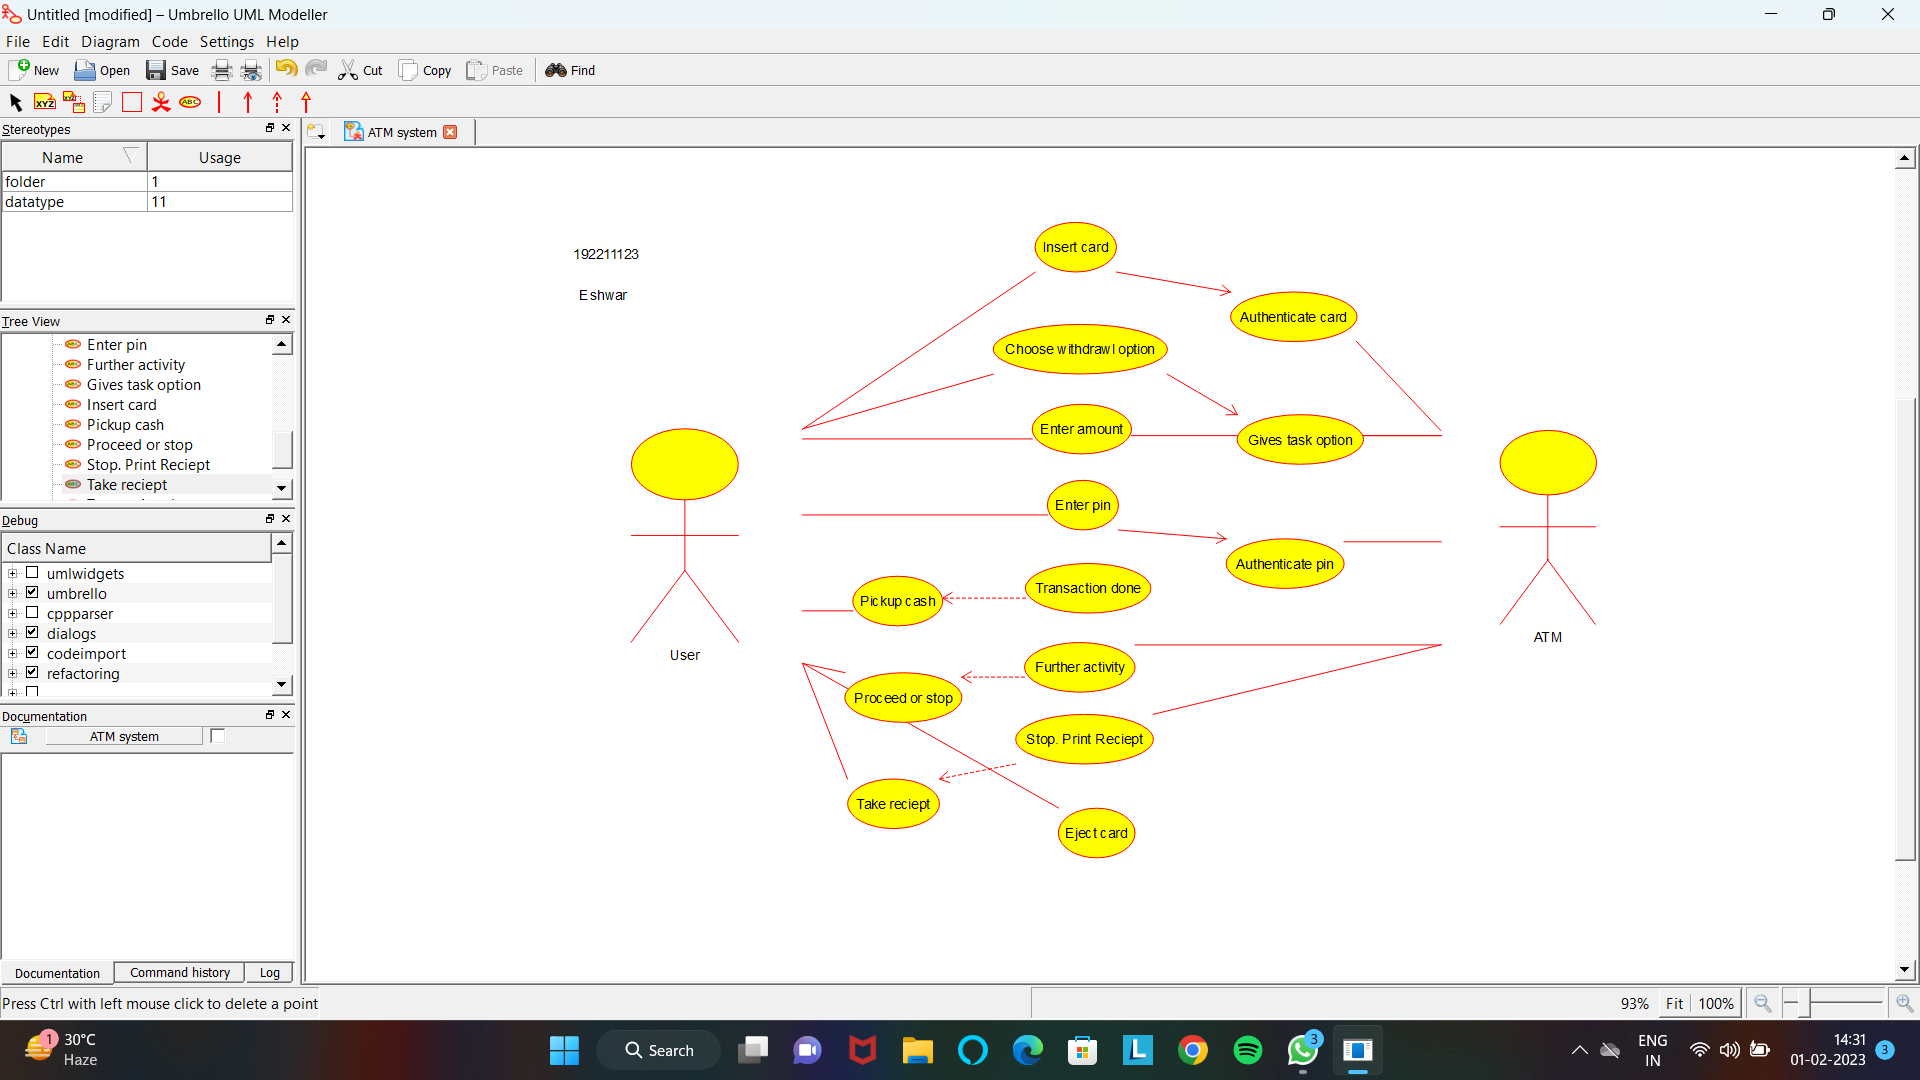 Untitled [modified] – Umbrello UML Modeller
File Edit Diagram Code Settings Help
New Open Save Cut Copy Paste Find
XYZ XYZ ABC
Stereotypes
Name Usage
folder 1
datatype 11
Tree View
Enter pin
Further activity
Gives task option
Insert card
Pickup cash
Proceed or stop
Stop. Print Reciept
Take reciept
Debug
Class Name
umlwidgets
umbrello
cppparser
dialogs
codeimport
refactoring
Documentation
ATM system
Documentation Command history Log
Press Ctrl with left mouse click to delete a point
ATM system
192211123
Eshwar
Insert card
Authenticate card
Choose withdrawl option
Enter amount
Gives task option
Enter pin
Authenticate pin
Transaction done
Pickup cash
User
ATM
Further activity
Proceed or stop
Stop. Print Reciept
Take reciept
Eject card
93% Fit 100%
1
30°C
Haze
Search
L
3
ENG
IN
14:31
01-02-2023
3